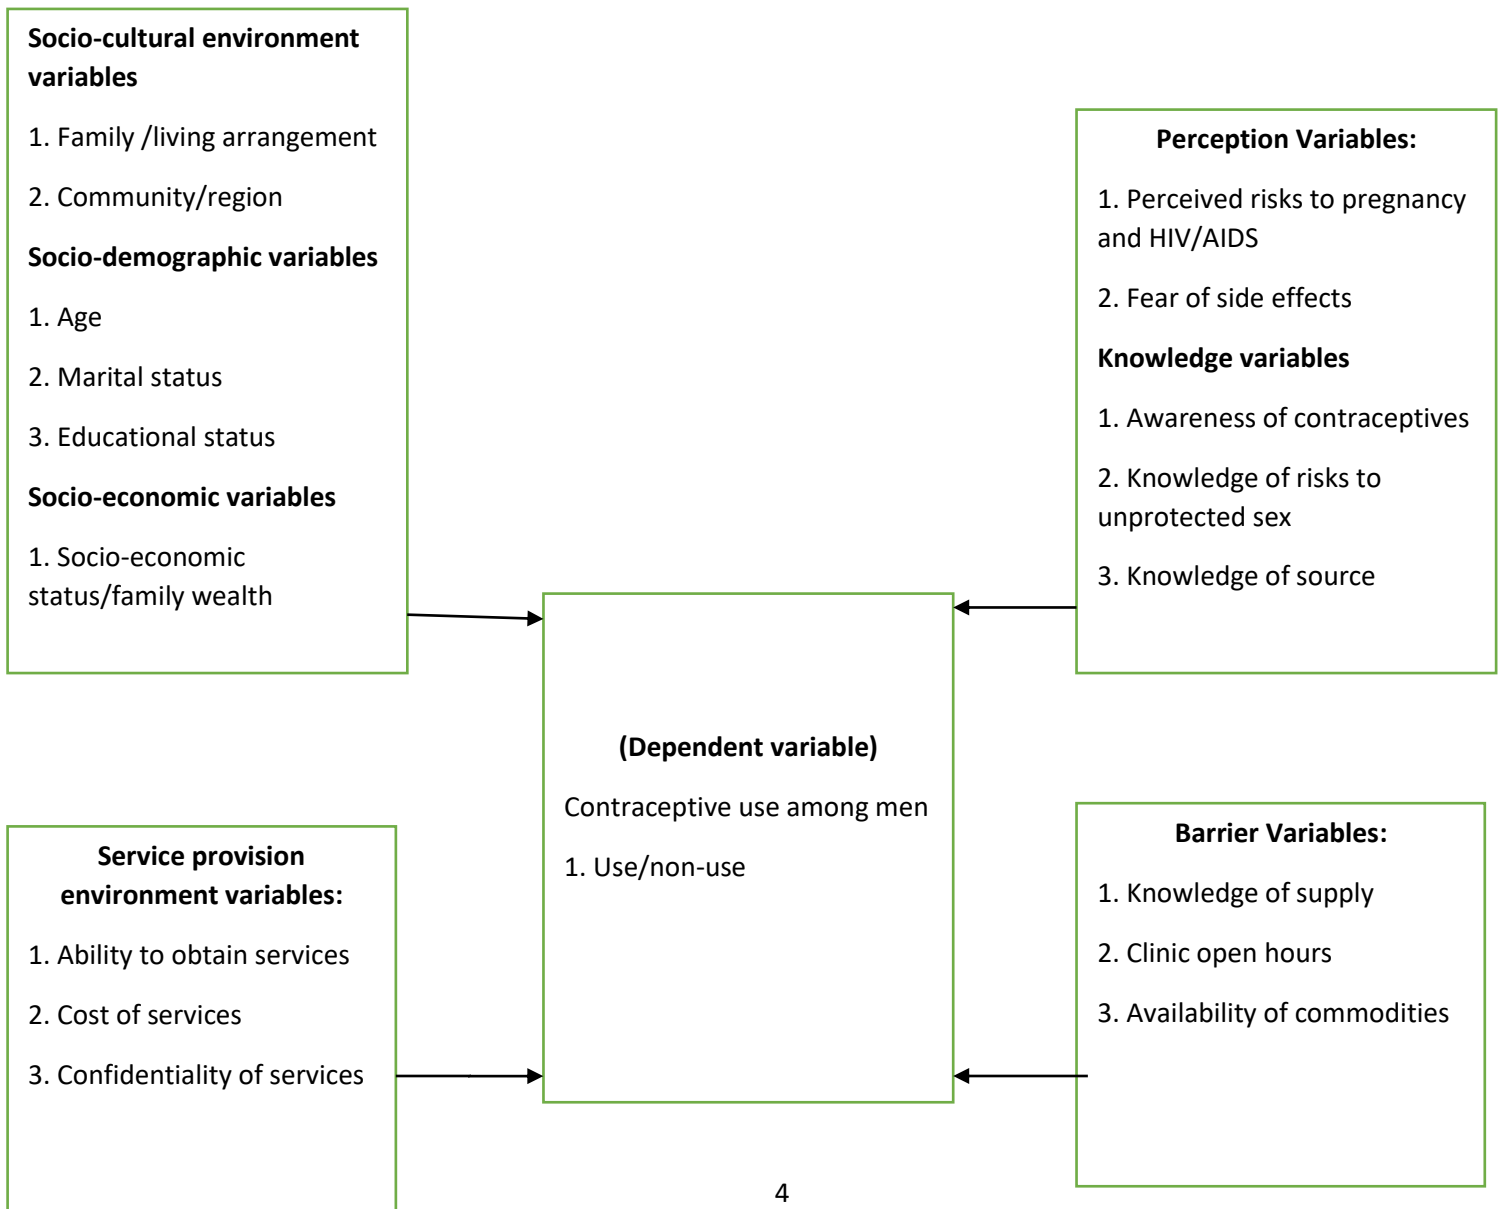 Socio-cultural environment
variables
1. Family /living arrangement
2. Community/region
Socio-demographic variables
1. Age
2. Marital status
3. Educational status
Socio-economic variables
1. Socio-economic
status/family wealth
Perception Variables:
1. Perceived risks to pregnancy
and HIV/AIDS
2. Fear of side effects
Knowledge variables
1. Awareness of contraceptives
2. Knowledge of risks to
unprotected sex
3. Knowledge of source
(Dependent variable)
Contraceptive use among men
1. Use/non-use
Service provision
environment variables:
1. Ability to obtain services
2. Cost of services
3. Confidentiality of services
Barrier Variables:
1. Knowledge of supply
2. Clinic open hours
3. Availability of commodities
4